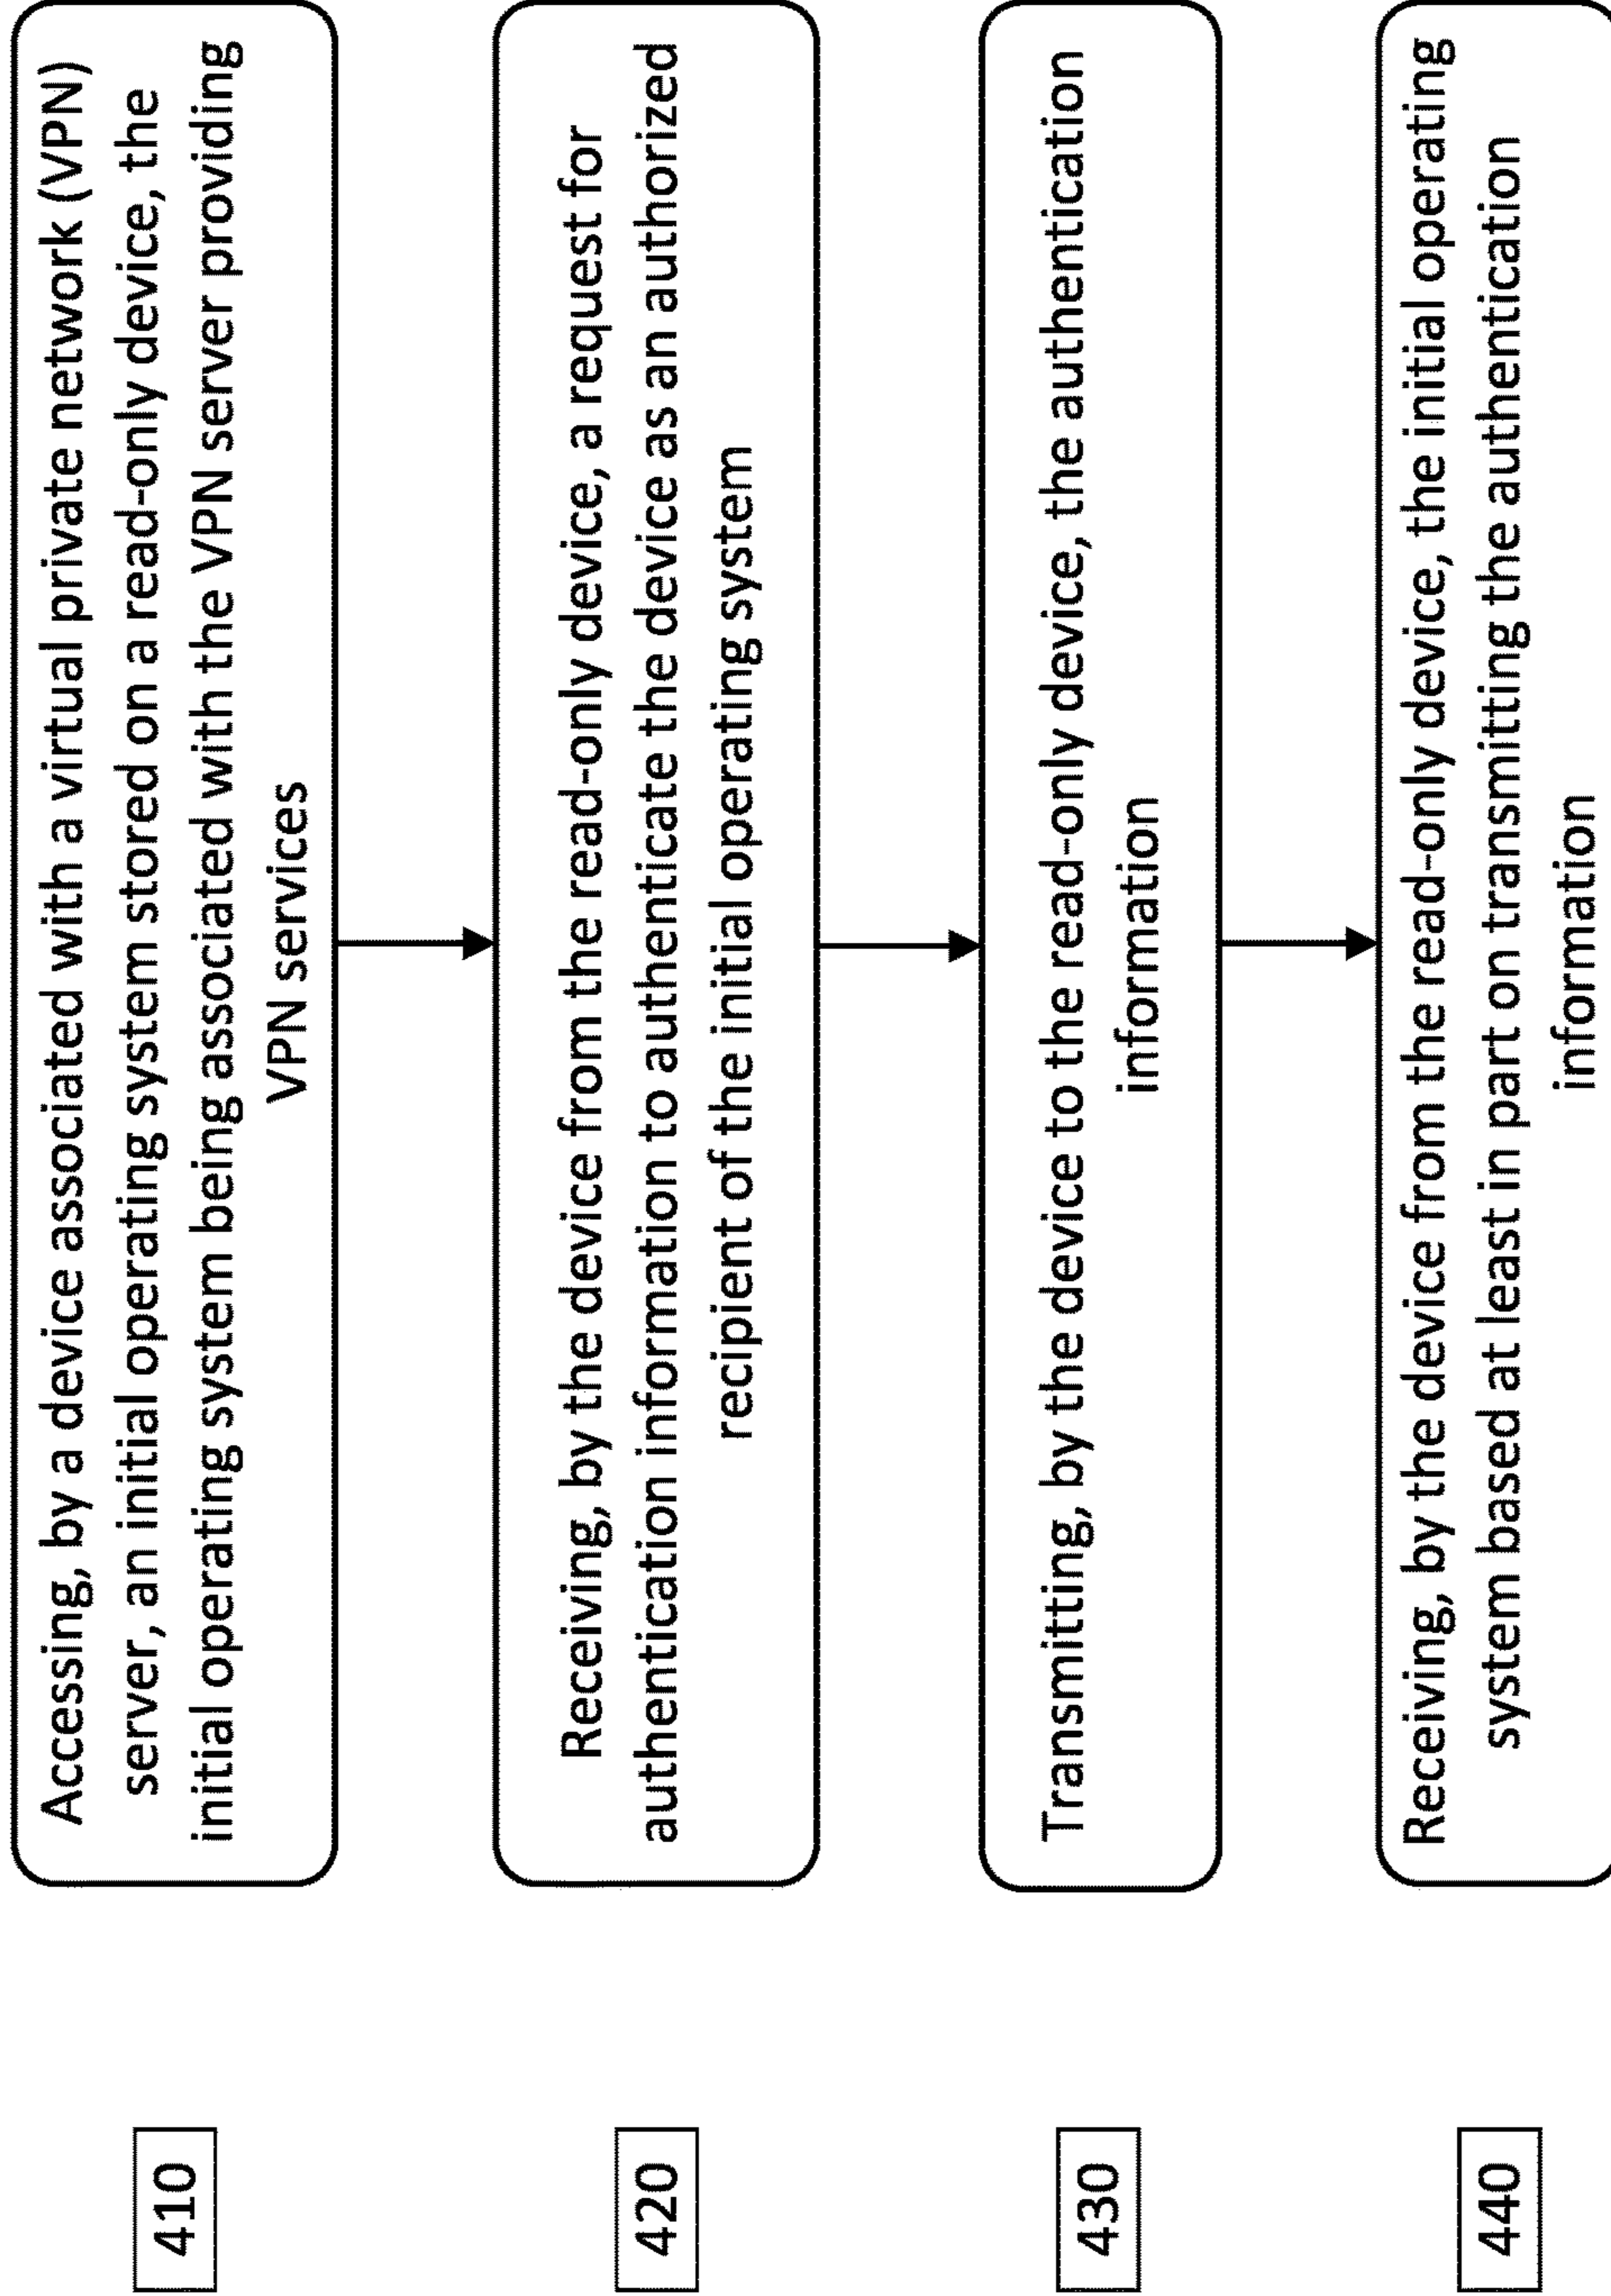 410
Accessing, by a device associated with a virtual private network (VPN)
server, an initial operating system stored on a read-only device, the
initial operating system being associated with the VPN server providing
VPN services
420
Receiving, by the device from the read-only device, a request for
authentication information to authenticate the device as an authorized
recipient of the initial operating system
430
Transmitting, by the device to the read-only device, the authentication
information
440
Receiving, by the device from the read-only device, the initial operating
system based at least in part on transmitting the authentication
information